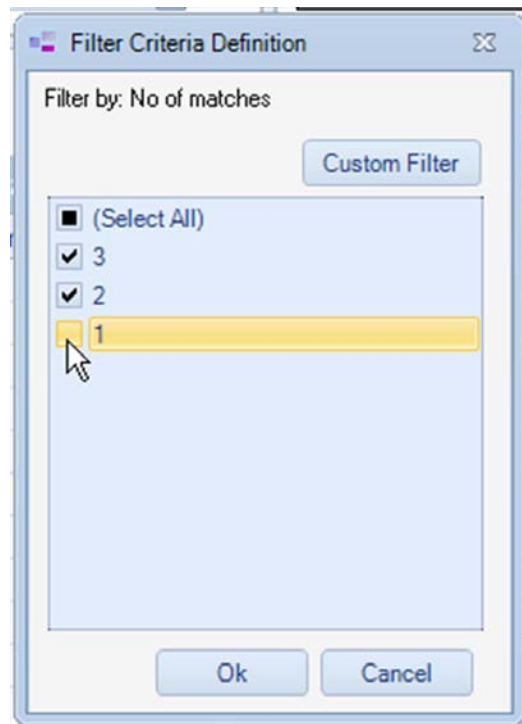 Filter Criteria Definition
Filter by: No of matches
Custom Filter
(Select All)
3
2
1
Ok
Cancel